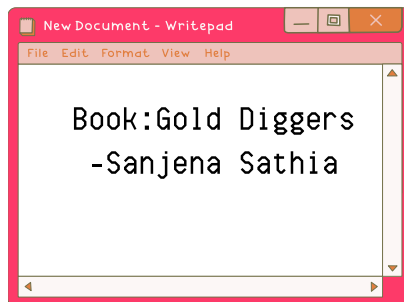 New Document - Writepad
File Edit Format View Help
Book:Gold Diggers
-Sanjena Sathia